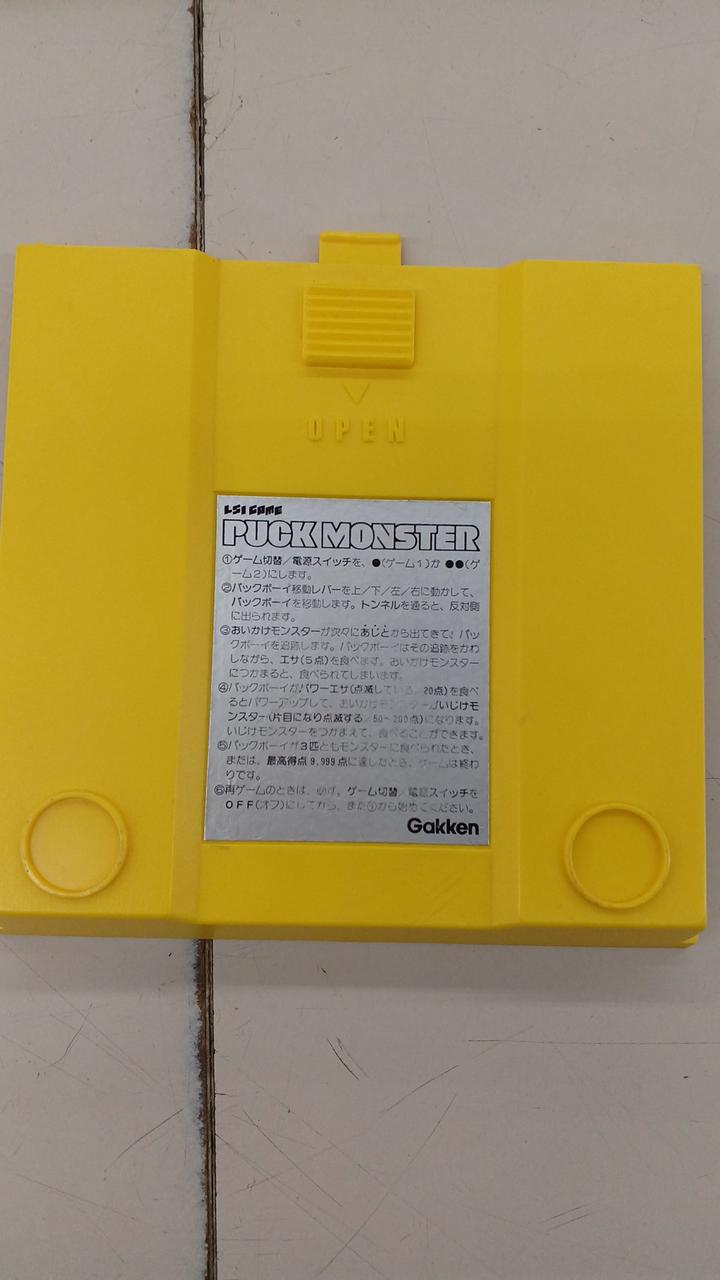 OPEN
LSI GAME
PUCK MONSTER
①ゲーム切替／電源スイッチを、●(ゲーム1)か ●●(ゲ
ーム2)にします。
②パックボーイ移動レバーを上／下／左／右に動かして、
パックボーイを移動します。トンネルを通ると、反対側
に出られます。
③おいかけモンスターが次々にあじとから出てきて、パッ
クボーイを追跡します。パックボーイはその追跡をかわ
しながら、エサ(5点)を食べます。おいかけモンスター
につかまると、食べられてしまいます。
④パックボーイがパワーエサ(点滅している 20点)を食べ
るとパワーアップして、おいかけモンスターがいじけモ
ンスター(片目になり点滅する 50～200点)になります。
いじけモンスターをつかまえて、食べることができます。
⑤パックボーイが3匹ともモンスターに食べられたとき、
または、最高得点9,999点に達したとき、ゲームは終わ
りです。
⑥再ゲームのときは、必ず、ゲーム切替／電源スイッチを
OFF(オフ)にしてから、また①から始めてください。
Gakken